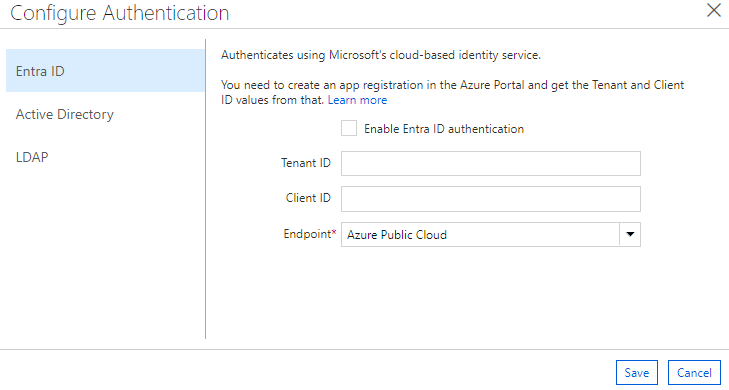 Configure Authentication
Entra ID
Active Directory
LDAP
Authenticates using Microsoft's cloud-based identity service.
You need to create an app registration in the Azure Portal and get the Tenant and Client
ID values from that. Learn more
Enable Entra ID authentication
Tenant ID
Client ID
Endpoint* Azure Public Cloud
Save Cancel